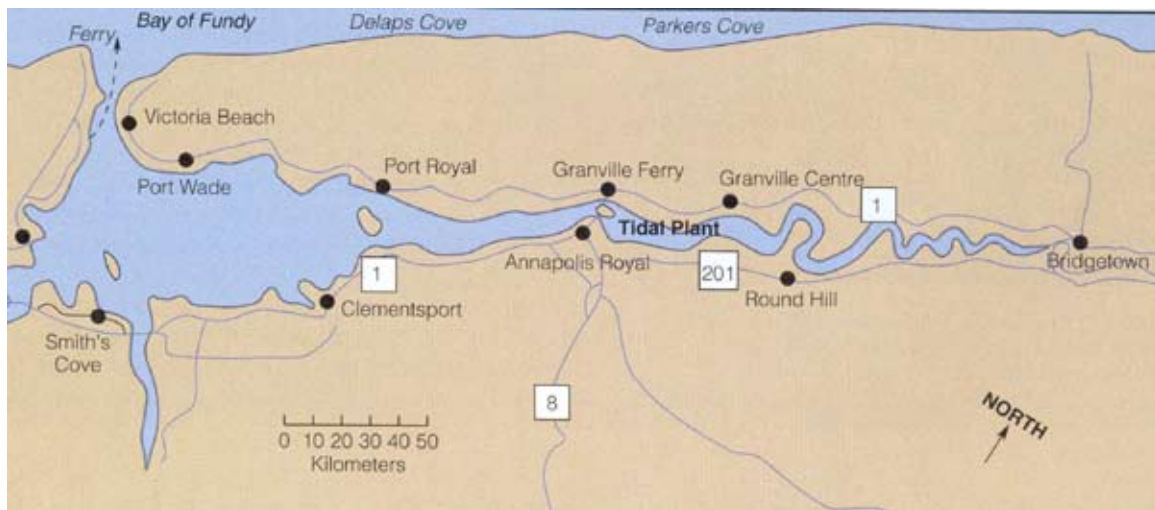 Bay of Fundy
Delaps Cove
Parkers Cove
Ferry
Victoria Beach
Port Wade
Port Royal
Granville Ferry
Granville Centre
1
Tidal Plant
Annapolis Royal
201
Bridgetown
1
Round Hill
Clementsport
Smith's
Cove
8
NORTH
0 10 20 30 40 50
Kilometers